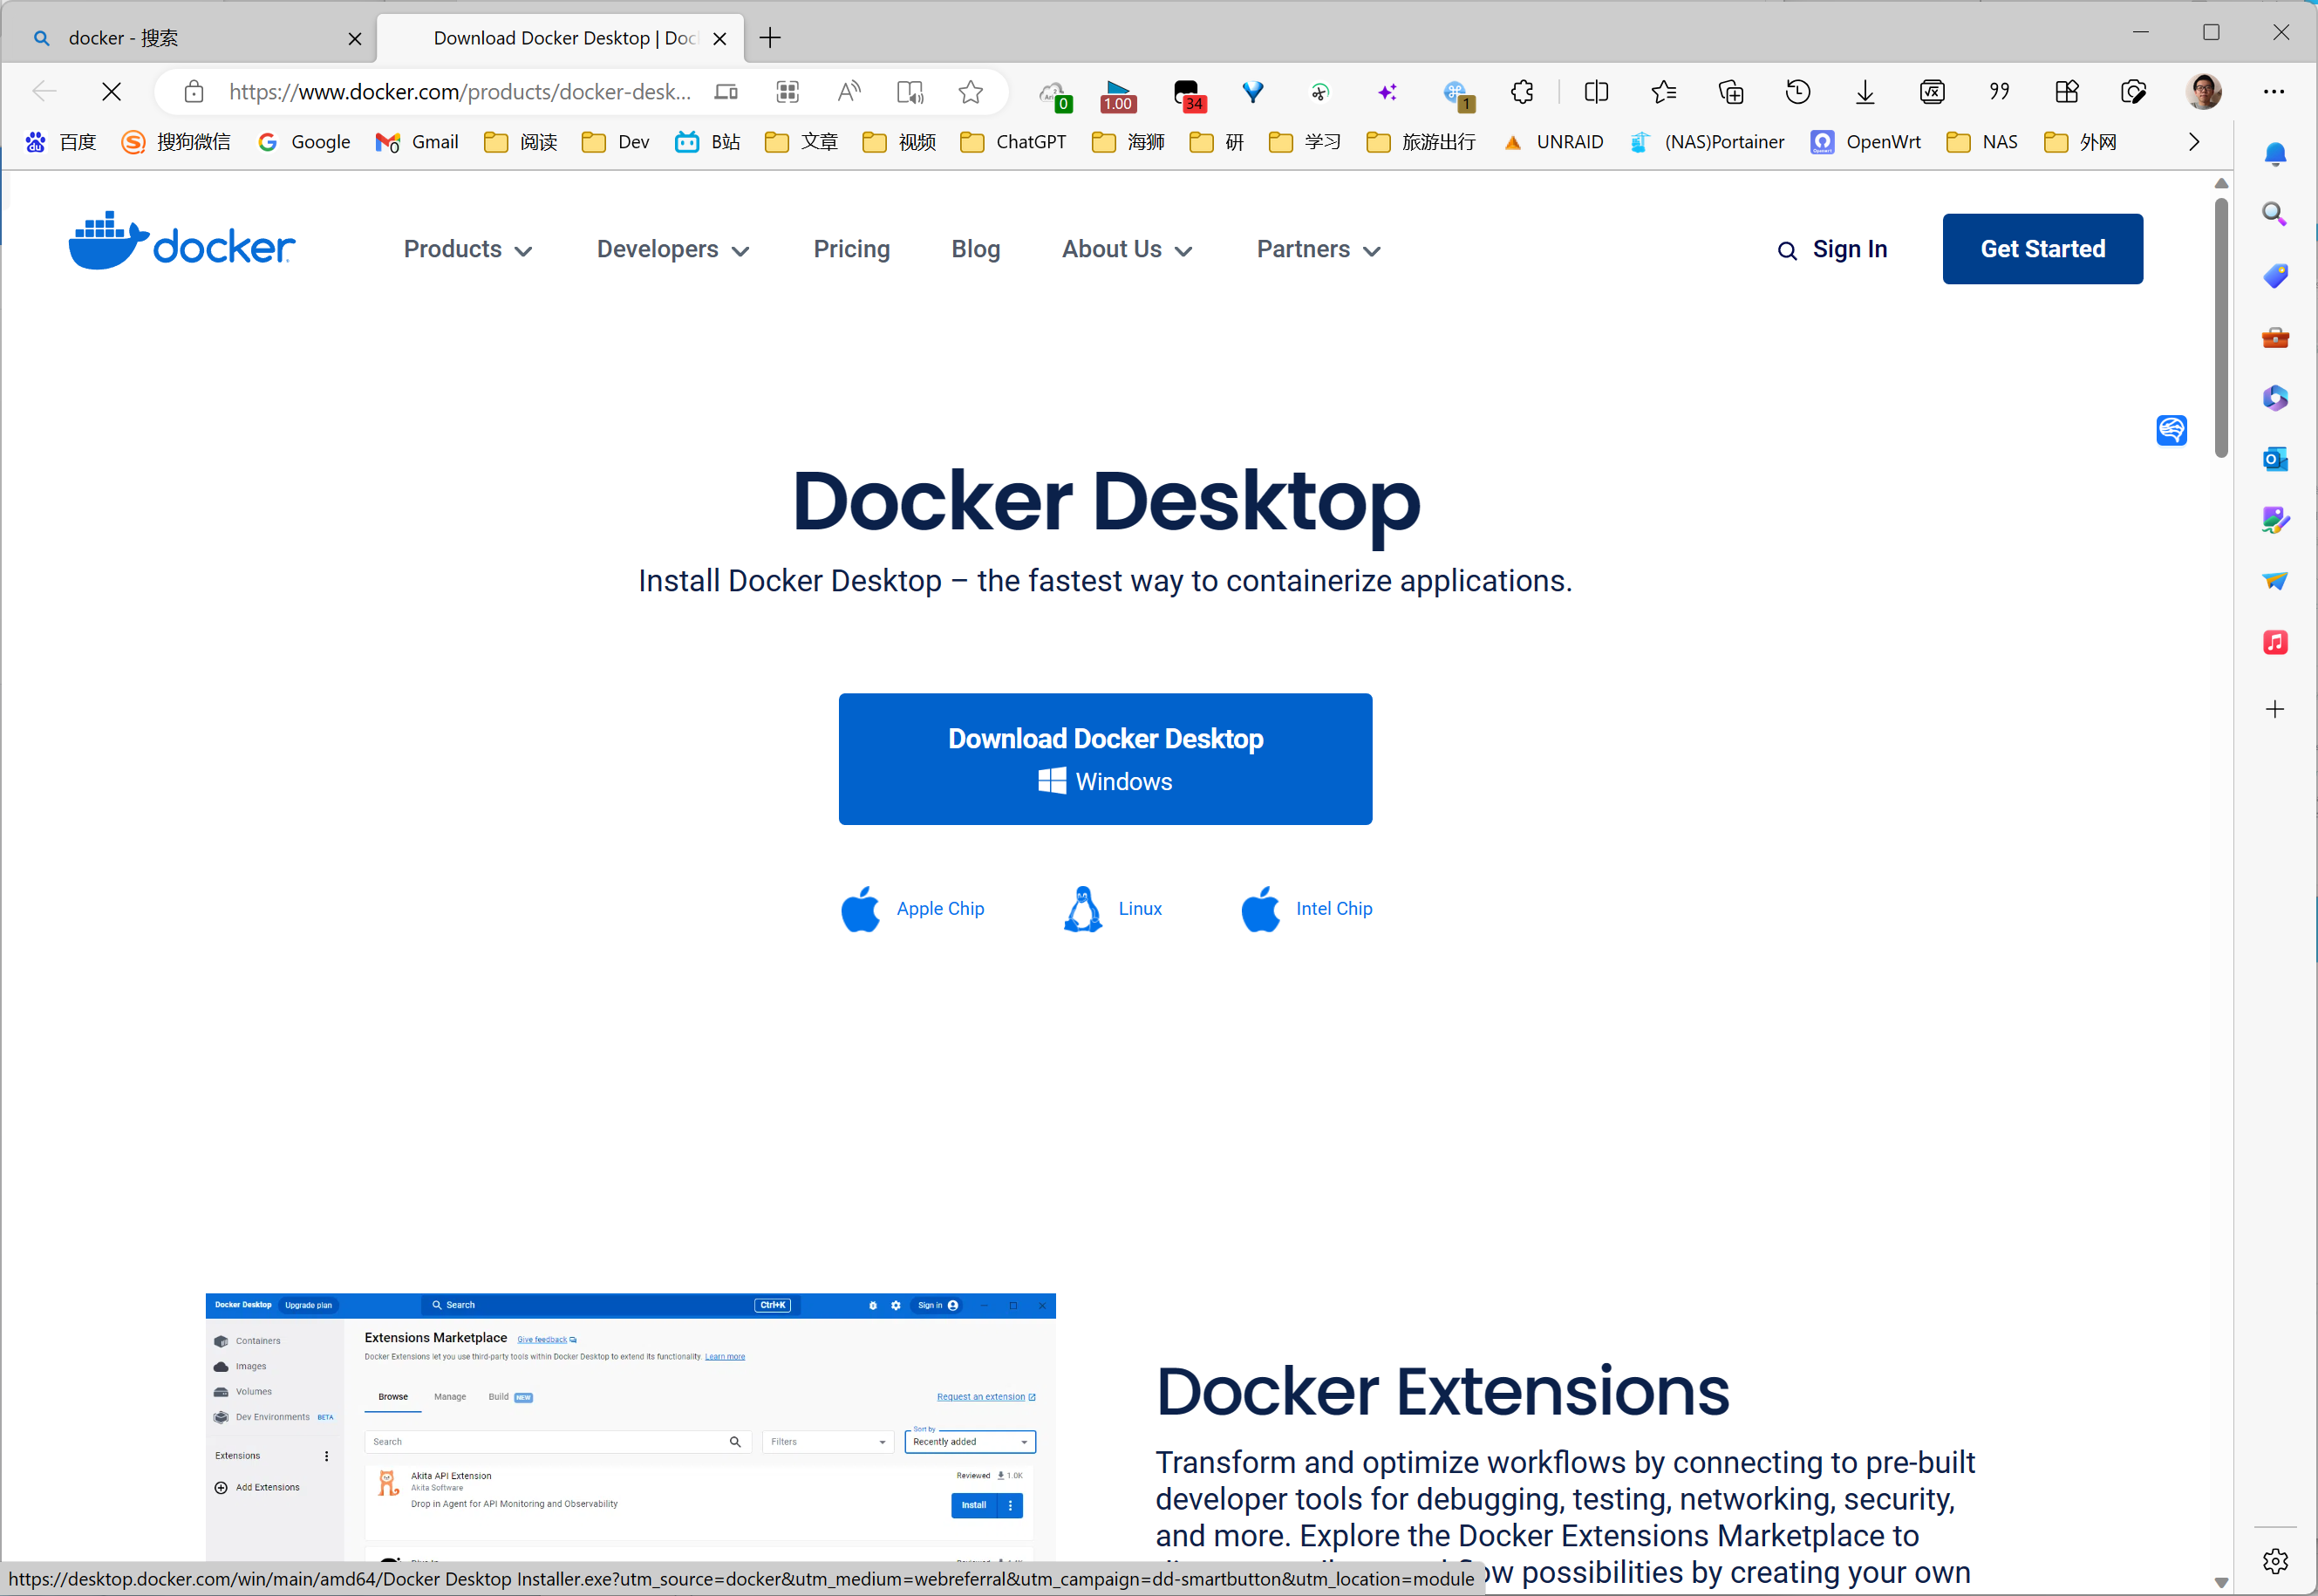 docker - 搜索
Download Docker Desktop | Doc
https://www.docker.com/products/docker-desk...
0
1.00
34
1
百度
搜狗微信
Google
Gmail
阅读
Dev
B站
文章
视频
ChatGPT
海狮
研
学习
旅游出行
UNRAID
(NAS)Portainer
OpenWrt
NAS
外网
docker
Products
Developers
Pricing
Blog
About Us
Partners
Sign In
Get Started
Docker Desktop
Install Docker Desktop – the fastest way to containerize applications.
Download Docker Desktop
Windows
Apple Chip
Linux
Intel Chip
Docker Desktop
Upgrade plan
Search
Ctrl+K
Sign in
Containers
Images
Volumes
Dev Environments BETA
Extensions
Add Extensions
Extensions Marketplace
Give feedback
Docker Extensions let you use third-party tools within Docker Desktop to extend its functionality. Learn more
Browse
Manage
Build NEW
Request an extension
Search
Filters
Sort by
Recently added
Akita API Extension
Akita Software
Drop in Agent for API Monitoring and Observability
Reviewed 1.0K
Install
Docker Extensions
Transform and optimize workflows by connecting to pre-built
developer tools for debugging, testing, networking, security,
and more. Explore the Docker Extensions Marketplace to
ow possibilities by creating your own
https://desktop.docker.com/win/main/amd64/Docker Desktop Installer.exe?utm_source=docker&utm_medium=webreferral&utm_campaign=dd-smartbutton&utm_location=module